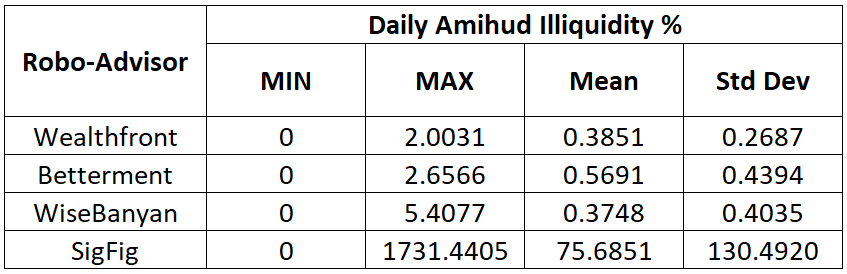 Robo-Advisor Daily Amihud Illiquidity %
MIN MAX Mean Std Dev
Wealthfront 0 2.0031 0.3851 0.2687
Betterment 0 2.6566 0.5691 0.4394
WiseBanyan 0 5.4077 0.3748 0.4035
SigFig 0 1731.4405 75.6851 130.4920